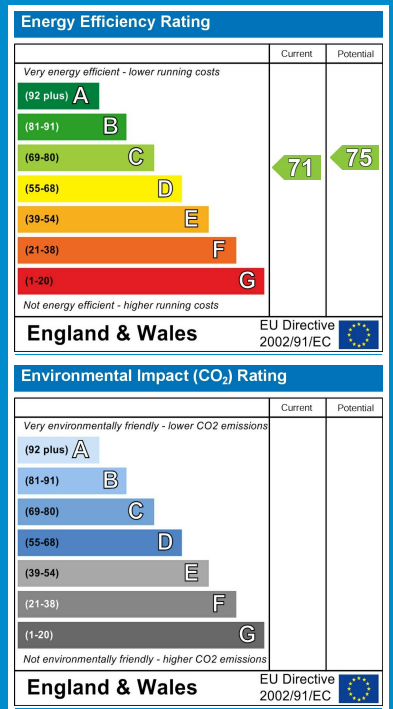 Energy Efficiency Rating
Current Potential
Very energy efficient - lower running costs
(92 plus) A
(81-91) B
(69-80) C
(55-68) D
(39-54) E
(21-38) F
(1-20) G
71
75
Not energy efficient - higher running costs
England & Wales
EU Directive
2002/91/EC
Environmental Impact (CO₂) Rating
Current Potential
Very environmentally friendly - lower CO2 emissions
(92 plus) A
(81-91) B
(69-80) C
(55-68) D
(39-54) E
(21-38) F
(1-20) G
Not environmentally friendly - higher CO2 emissions
England & Wales
EU Directive
2002/91/EC